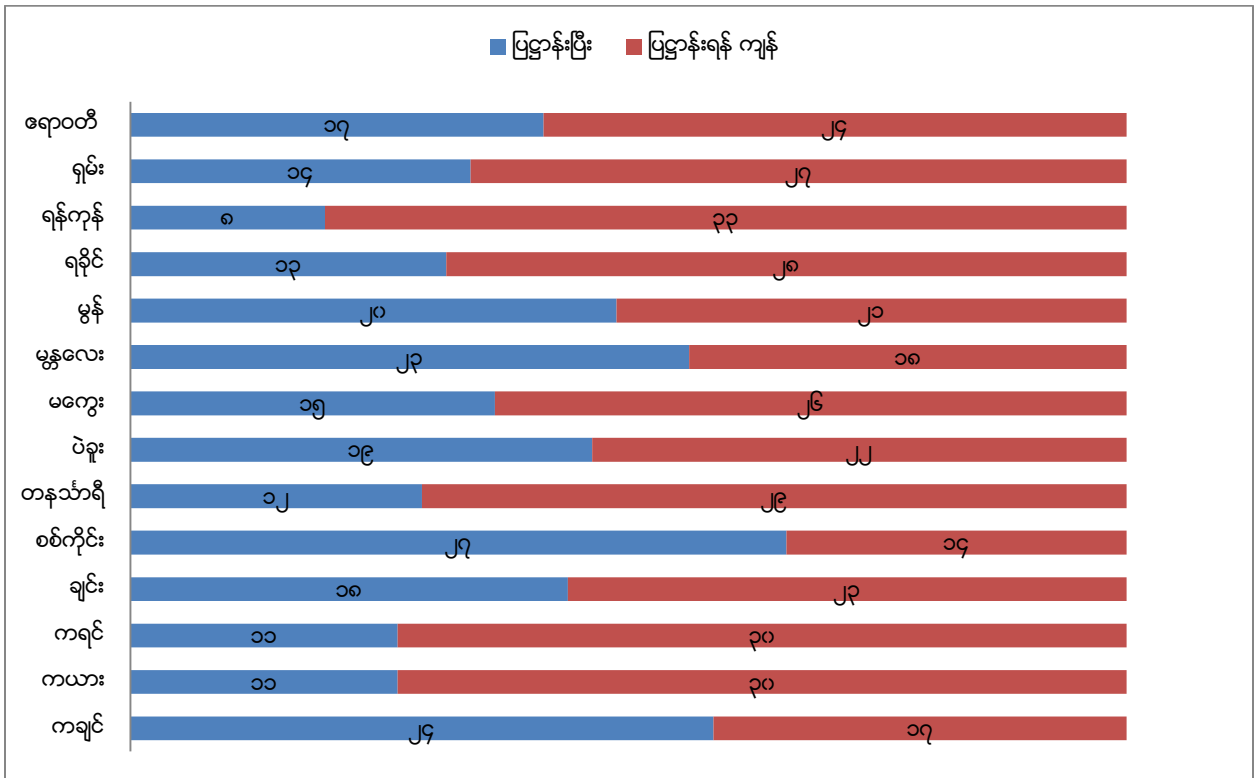 ပြဋ္ဌာန်းပြီး ပြဋ္ဌာန်းရန် ကျန်
ဧရာဝတီ ၁၇ ၂၄
ရှမ်း ၁၄ ၂၇
ရန်ကုန် ၈ ၃၃
ရခိုင် ၁၃ ၂၈
မွန် ၂၀ ၂၁
မန္တလေး ၂၃ ၁၈
မကွေး ၁၅ ၂၆
ပဲခူး ၁၉ ၂၂
တနင်္သာရီ ၁၂ ၂၉
စစ်ကိုင်း ၂၇ ၁၄
ချင်း ၁၈ ၂၃
ကရင် ၁၁ ၃၀
ကယား ၁၁ ၃၀
ကချင် ၂၄ ၁၇